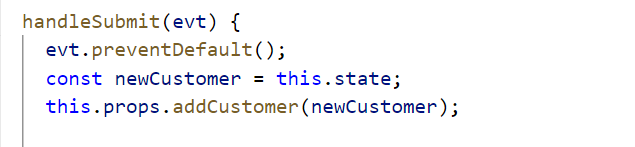 handleSubmit(evt) {
evt.preventDefault();
const newCustomer = this.state;
this.props.addCustomer(newCustomer);